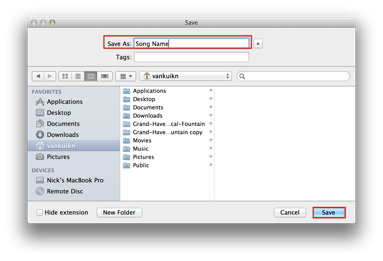 Save
Save As: Song Name
Tags:
vankuikn
FAVORITES
Applications
Desktop
Documents
Downloads
vankuikn
Pictures
DEVICES
Nick's MacBook Pro
Remote Disc
Applications
Desktop
Documents
Downloads
Grand-Have...cal-Fountain
Grand-Hav...untain copy
Movies
Music
Pictures
Public
Hide extension
New Folder
Cancel
Save